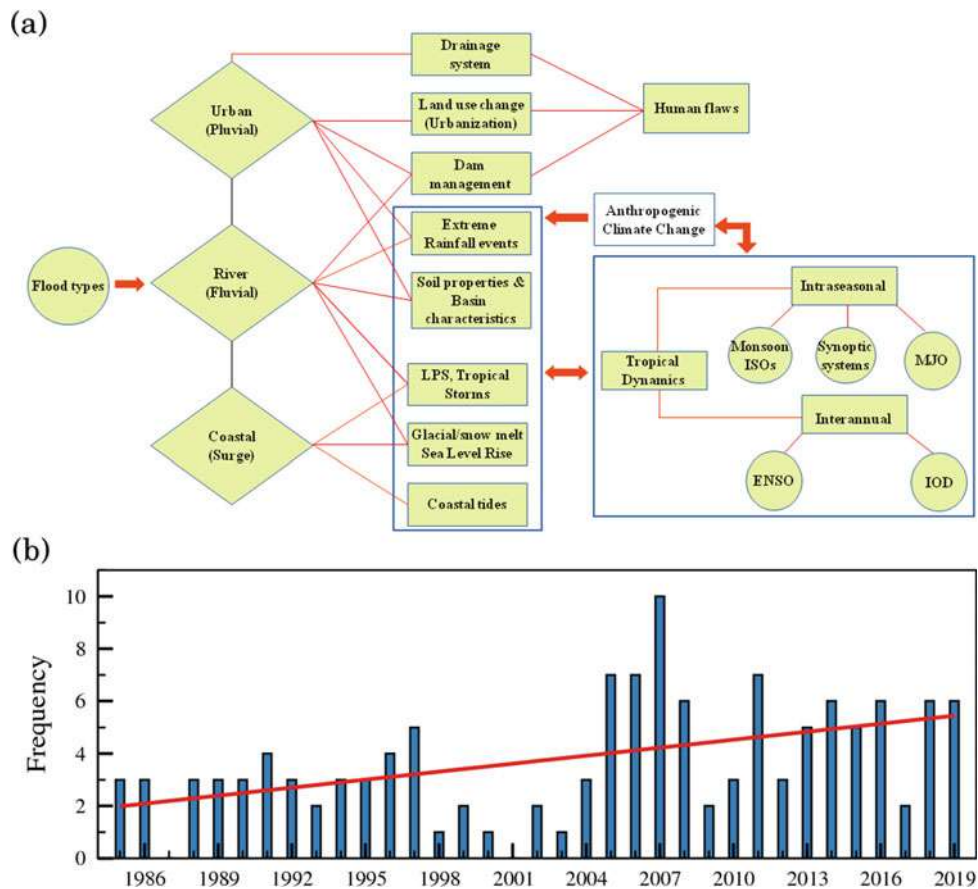 (a)
Drainage
system
Urban
(Pluvial)
Land use change
(Urbanization)
Human flaws
Dam
management
Extreme
Rainfall events
Anthropogenic
Climate Change
Flood types
River
(Fluvial)
Soil properties &
Basin
characteristics
Intraseasonal
Monsoon
ISOs
Synoptic
systems
MJO
Tropical
Dynamics
LPS, Tropical
Storms
Interannual
Coastal
(Surge)
Glacial/snow melt
Sea Level Rise
ENSO
IOD
Coastal tides
(b)
Frequency
10
8
6
4
2
0
1986 1989 1992 1995 1998 2001 2004 2007 2010 2013 2016 2019